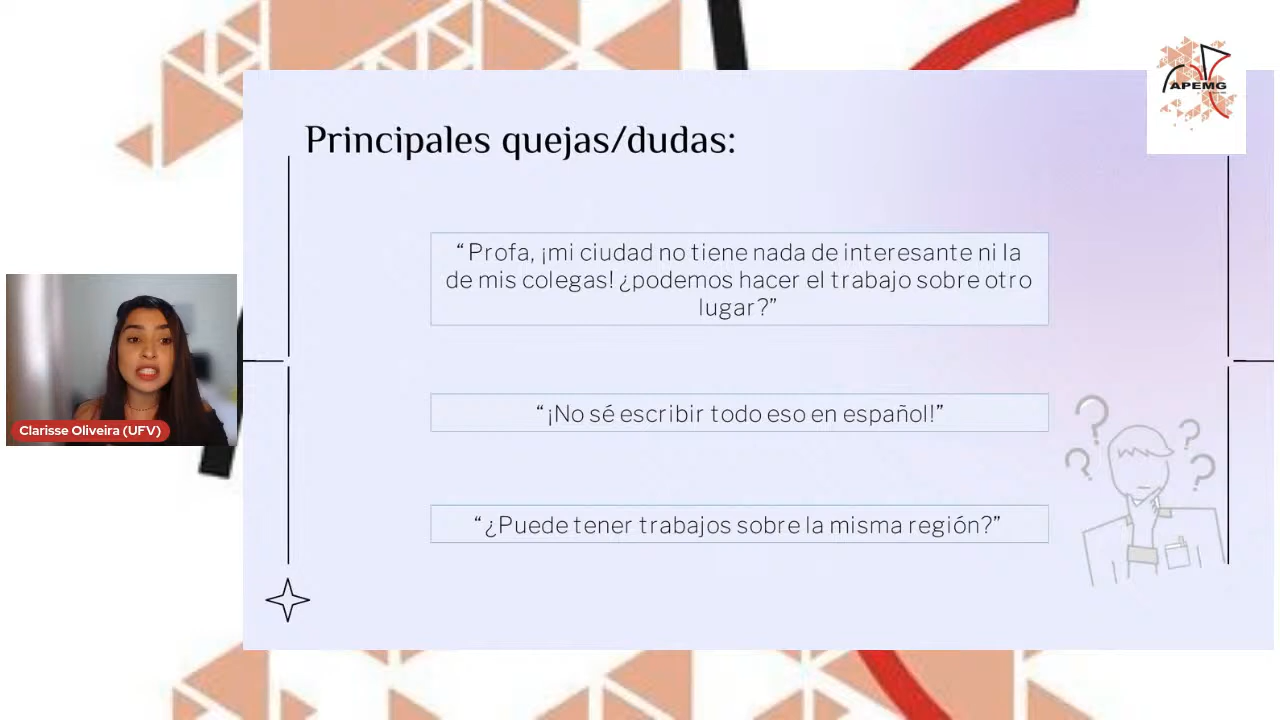 APEMG
Principales quejas/dudas:
“Profa, ¡mi ciudad no tiene nada de interesante ni la
de mis colegas! ¿podemos hacer el trabajo sobre otro
lugar?”
“¡No sé escribir todo eso en español!”
“¿Puede tener trabajos sobre la misma región?”
Clarisse Oliveira (UFV)